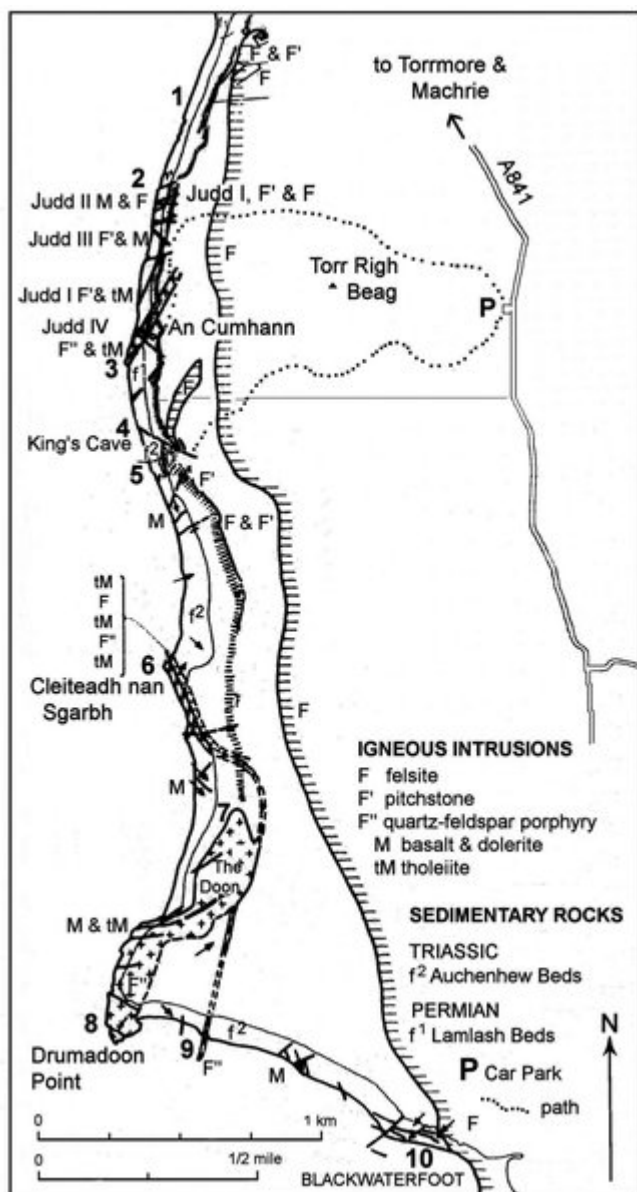 F & F'
F
to Torrmore &
Machrie
A841
1
2
Judd II M & F
Judd I, F' & F
Judd III F'& M
F
Torr Righ
Beag
P
Judd I F'& tM
Judd IV
An Cumhann
F" & tM
3
f
F
4
King's Cave
5
F'
M
F & F'
tM
F
tM
F"
tM
f2
6
Cleiteadh nan
Sgarbh
f
F
IGNEOUS INTRUSIONS
F felsite
F' pitchstone
F" quartz-feldspar porphyry
M basalt & dolerite
tM tholeiite
M
7
The
Doon
SEDIMENTARY ROCKS
M & tM
TRIASSIC
f2 Auchenhew Beds
F"
PERMIAN
f1 Lamlash Beds
8
9
f2
N
Drumadoon
Point
F"
M
P Car Park
path
F
0 1 km
0 1/2 mile
10
BLACKWATERFOOT